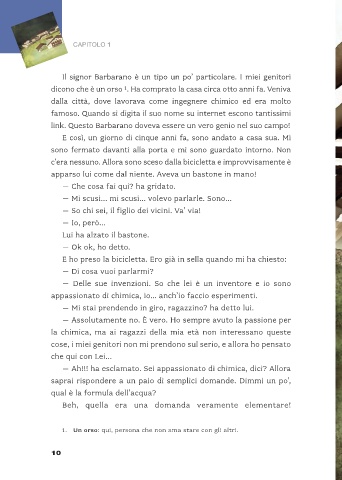 CAPITOLO 1
Il signor Barbarano è un tipo un po' particolare. I miei genitori
dicono che è un orso 1. Ha comprato la casa circa otto anni fa. Veniva
dalla città, dove lavorava come ingegnere chimico ed era molto
famoso. Quando si digita il suo nome su internet escono tantissimi
link. Questo Barbarano doveva essere un vero genio nel suo campo!
E così, un giorno di cinque anni fa, sono andato a casa sua. Mi
sono fermato davanti alla porta e mi sono guardato intorno. Non
c'era nessuno. Allora sono sceso dalla bicicletta e improvvisamente è
apparso lui come dal niente. Aveva un bastone in mano!
— Che cosa fai qui? ha gridato.
— Mi scusi... mi scusi... volevo parlarle. Sono...
— So chi sei, il figlio dei vicini. Va' via!
— Io, però...
Lui ha alzato il bastone.
— Ok ok, ho detto.
E ho preso la bicicletta. Ero già in sella quando mi ha chiesto:
— Di cosa vuoi parlarmi?
— Delle sue invenzioni. So che lei è un inventore e io sono
appassionato di chimica, io... anch'io faccio esperimenti.
— Mi stai prendendo in giro, ragazzino? ha detto lui.
— Assolutamente no. È vero. Ho sempre avuto la passione per
la chimica, ma ai ragazzi della mia età non interessano queste
cose, i miei genitori non mi prendono sul serio, e allora ho pensato
che qui con Lei...
— Ah!!! ha esclamato. Sei appassionato di chimica, dici? Allora
saprai rispondere a un paio di semplici domande. Dimmi un po',
qual è la formula dell'acqua?
Beh, quella era una domanda veramente elementare!
1. Un orso: qui, persona che non ama stare con gli altri.
10